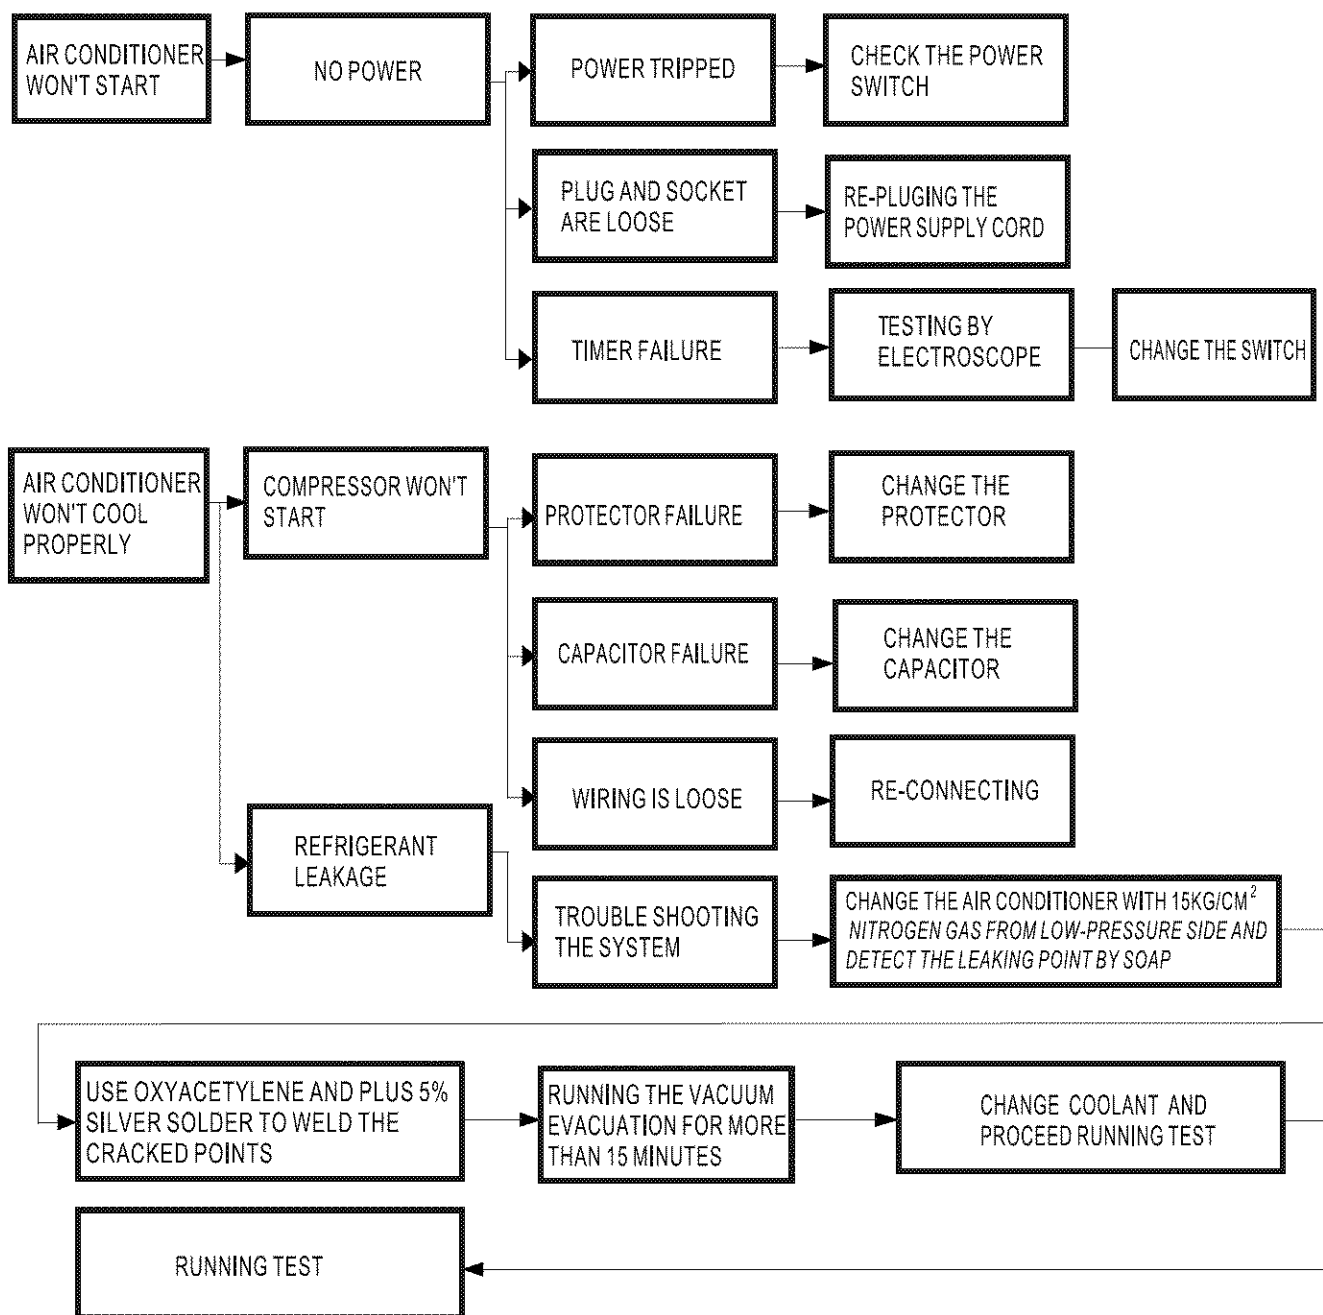 AIR CONDITIONER
WON'T START
NO POWER
POWER TRIPPED
CHECK THE POWER
SWITCH
PLUG AND SOCKET
ARE LOOSE
RE-PLUGING THE
POWER SUPPLY CORD
TIMER FAILURE
TESTING BY
ELECTROSCOPE
CHANGE THE SWITCH
AIR CONDITIONER
WON'T COOL
PROPERLY
COMPRESSOR WON'T
START
PROTECTOR FAILURE
CHANGE THE
PROTECTOR
CAPACITOR FAILURE
CHANGE THE
CAPACITOR
WIRING IS LOOSE
RE-CONNECTING
REFRIGERANT
LEAKAGE
TROUBLE SHOOTING
THE SYSTEM
CHANGE THE AIR CONDITIONER WITH 15KG/CM²
NITROGEN GAS FROM LOW-PRESSURE SIDE AND
DETECT THE LEAKING POINT BY SOAP
USE OXYACETYLENE AND PLUS 5%
SILVER SOLDER TO WELD THE
CRACKED POINTS
RUNNING THE VACUUM
EVACUATION FOR MORE
THAN 15 MINUTES
CHANGE COOLANT AND
PROCEED RUNNING TEST
RUNNING TEST